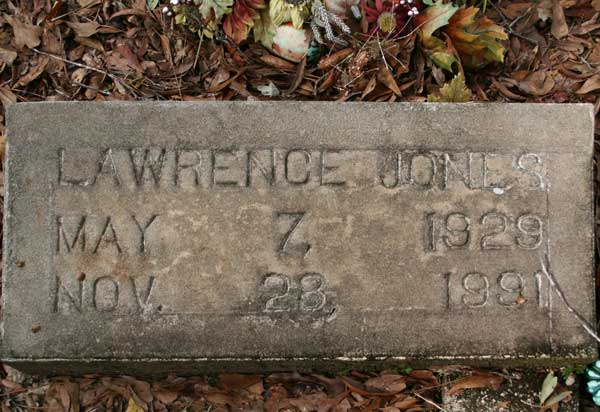 LAWRENCE JONES
MAY 7, 1929
NOV. 28, 1991